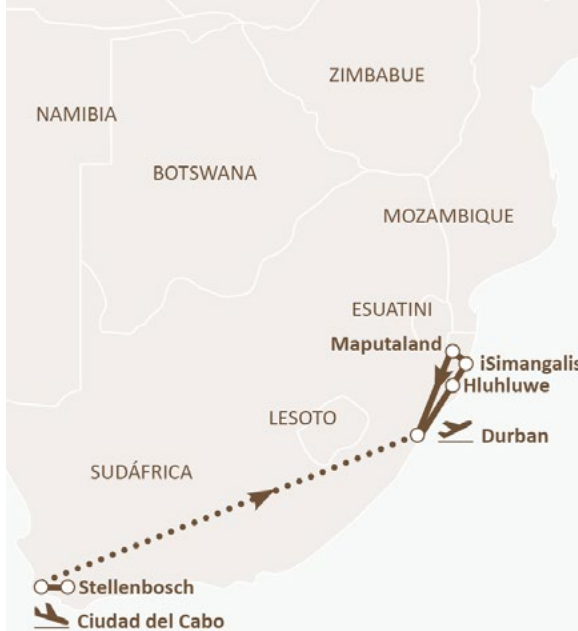 ZIMBABUE
NAMIBIA
BOTSWANA
MOZAMBIQUE
ESUATINI
Maputaland
iSimangalis
Hluhluwe
LESOTO
Durban
SUDÁFRICA
Stellenbosch
Ciudad del Cabo